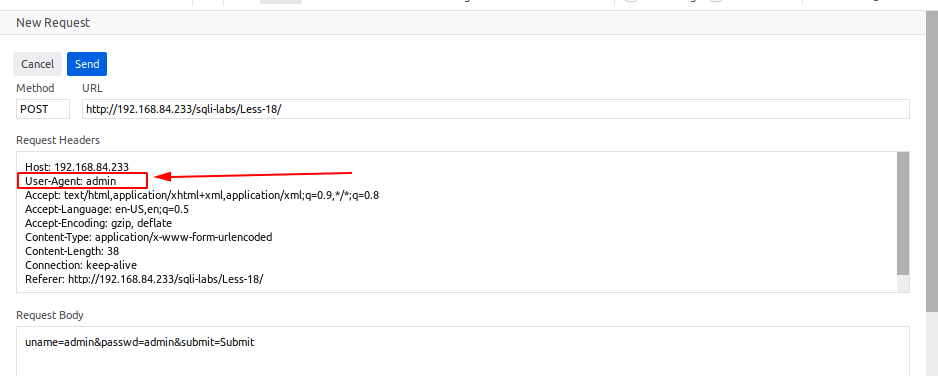 New Request
Cancel Send
Method URL
POST http://192.168.84.233/sqli-labs/Less-18/
Request Headers
Host: 192.168.84.233
User-Agent: admin
Accept: text/html,application/xhtml+xml,application/xml;q=0.9,*/*;q=0.8
Accept-Language: en-US,en;q=0.5
Accept-Encoding: gzip, deflate
Content-Type: application/x-www-form-urlencoded
Content-Length: 38
Connection: keep-alive
Referer: http://192.168.84.233/sqli-labs/Less-18/
Request Body
uname=admin&passwd=admin&submit=Submit